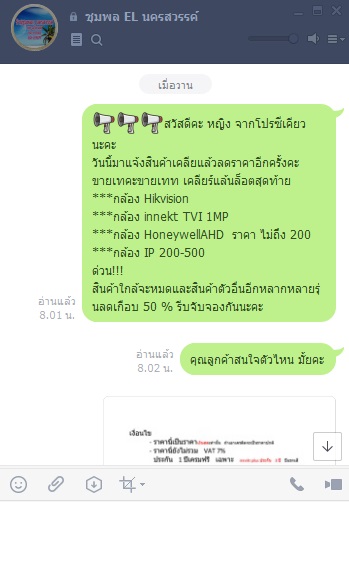 ชุมพล EL นครสวรรค์
เมื่อวาน
สวัสดีคะ หญิง จากโปรซีเคียว
นะคะ
วันนี้มาแจ้งสินค้าเคลียแล้วลดราคาอีกครั้งคะ
ขายเทคะขายเทท เคลียร์แล้นล็อตสุดท้าย
***กล้อง Hikvision
***กล้อง innekt TVI 1MP
***กล้อง HoneywellAHD ราคา ไม่ถึง 200
***กล้อง IP 200-500
ด่วน!!!
สินค้าใกล้จะหมดและสินค้าตัวอื่นอีกหลากหลายรุ่
นลดเกือบ 50 % รีบจับจองกันนะคะ
อ่านแล้ว
8.01 น.
คุณลูกค้าสนใจตัวไหน มั้ยคะ
อ่านแล้ว
8.02 น.
เงื่อนไข
- ราคานี้เป็นราคา
- ราคานี้ยังไม่รวม VAT 7%
ประกัน 1 ปีเครมฟรี เฉพาะ